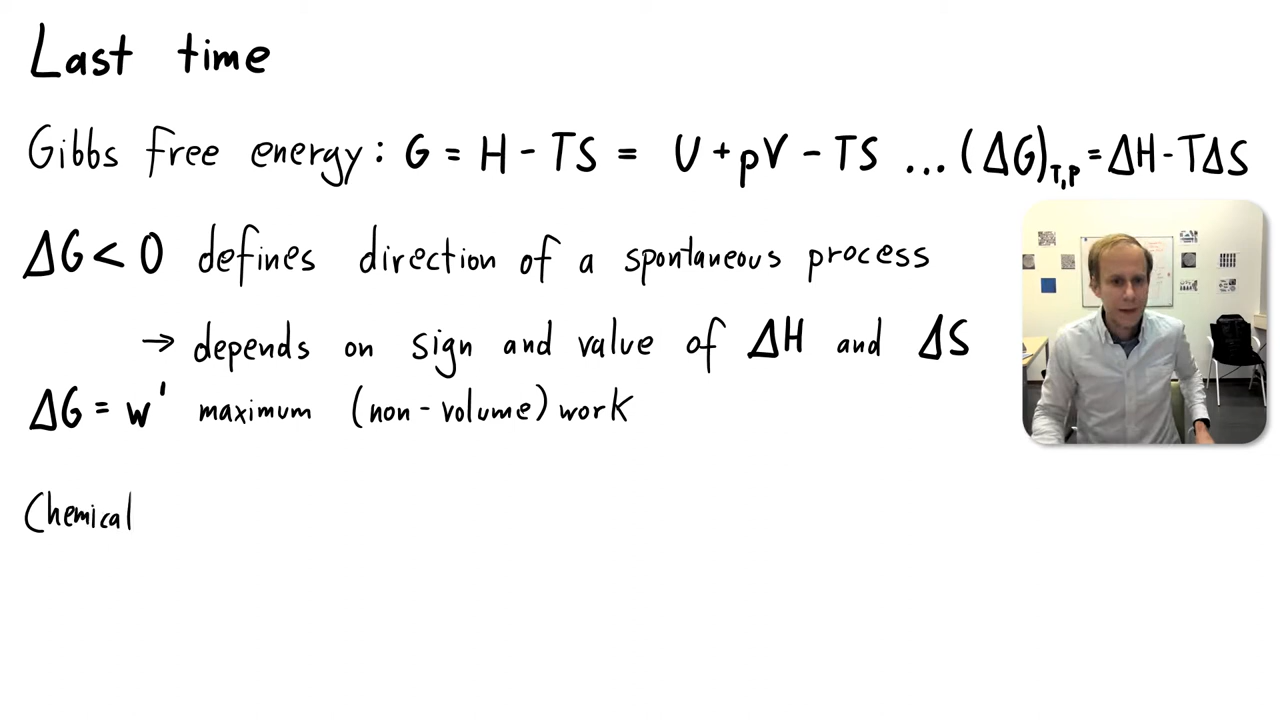 Last time
Gibbs free energy: G = H - TS = U + pV - TS ... (ΔG)T,P = ΔH - TΔS
ΔG < 0 defines direction of a spontaneous process
→ depends on sign and value of ΔH and ΔS
ΔG = w' maximum (non-volume) work
Chemical